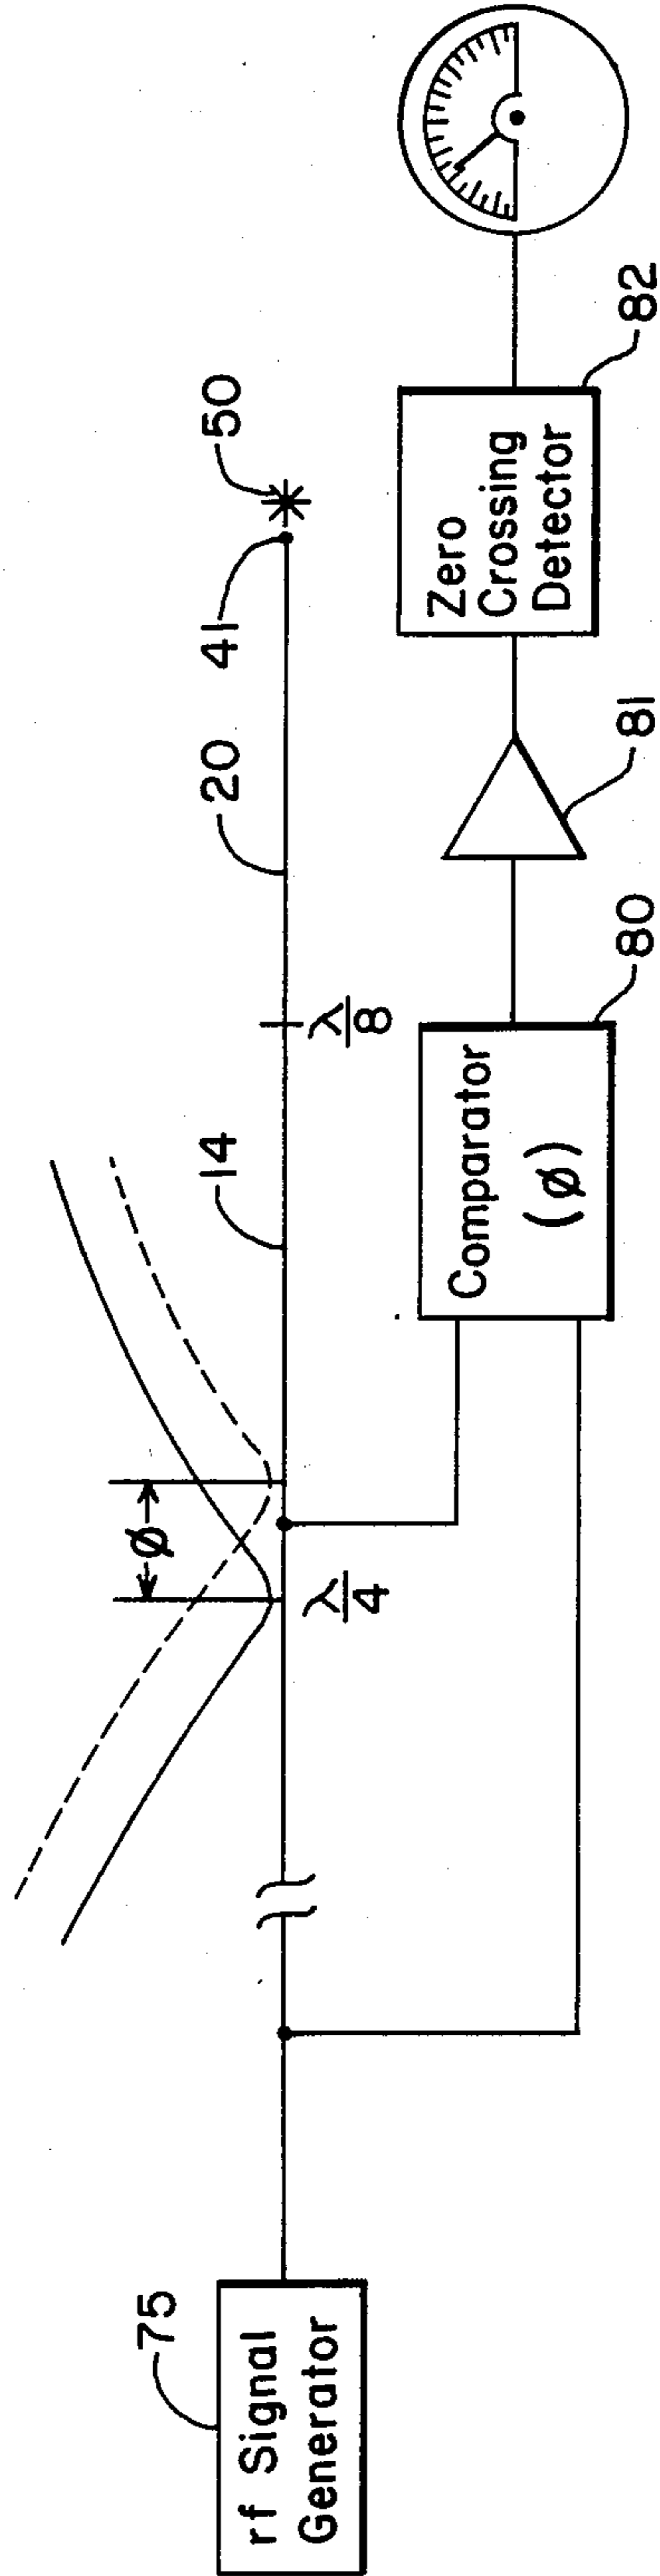 75
rf Signal
Generator
ø
λ/4
14
λ/8
20
41
50
Comparator
(ø)
80
81
Zero
Crossing
Detector
82